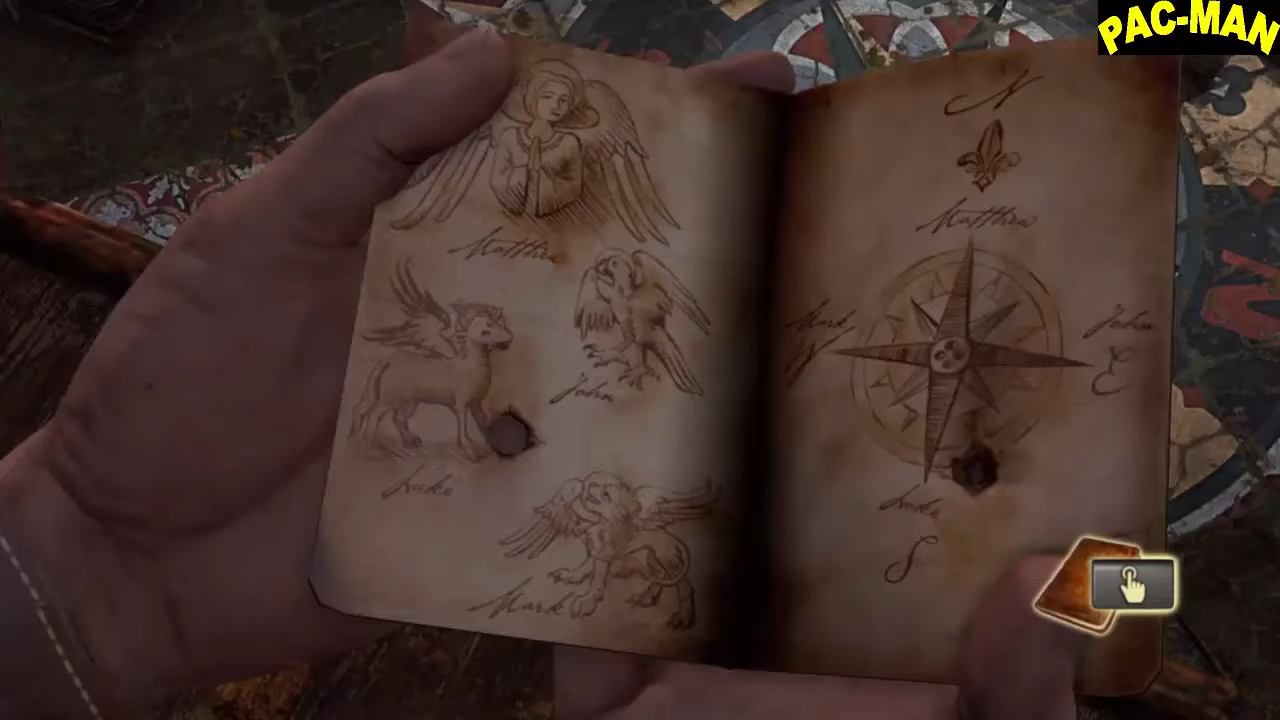 PAC-MAN
Matthew
John
Luke
Mark
N
Matthew
Mark
W
John
E
Luke
S